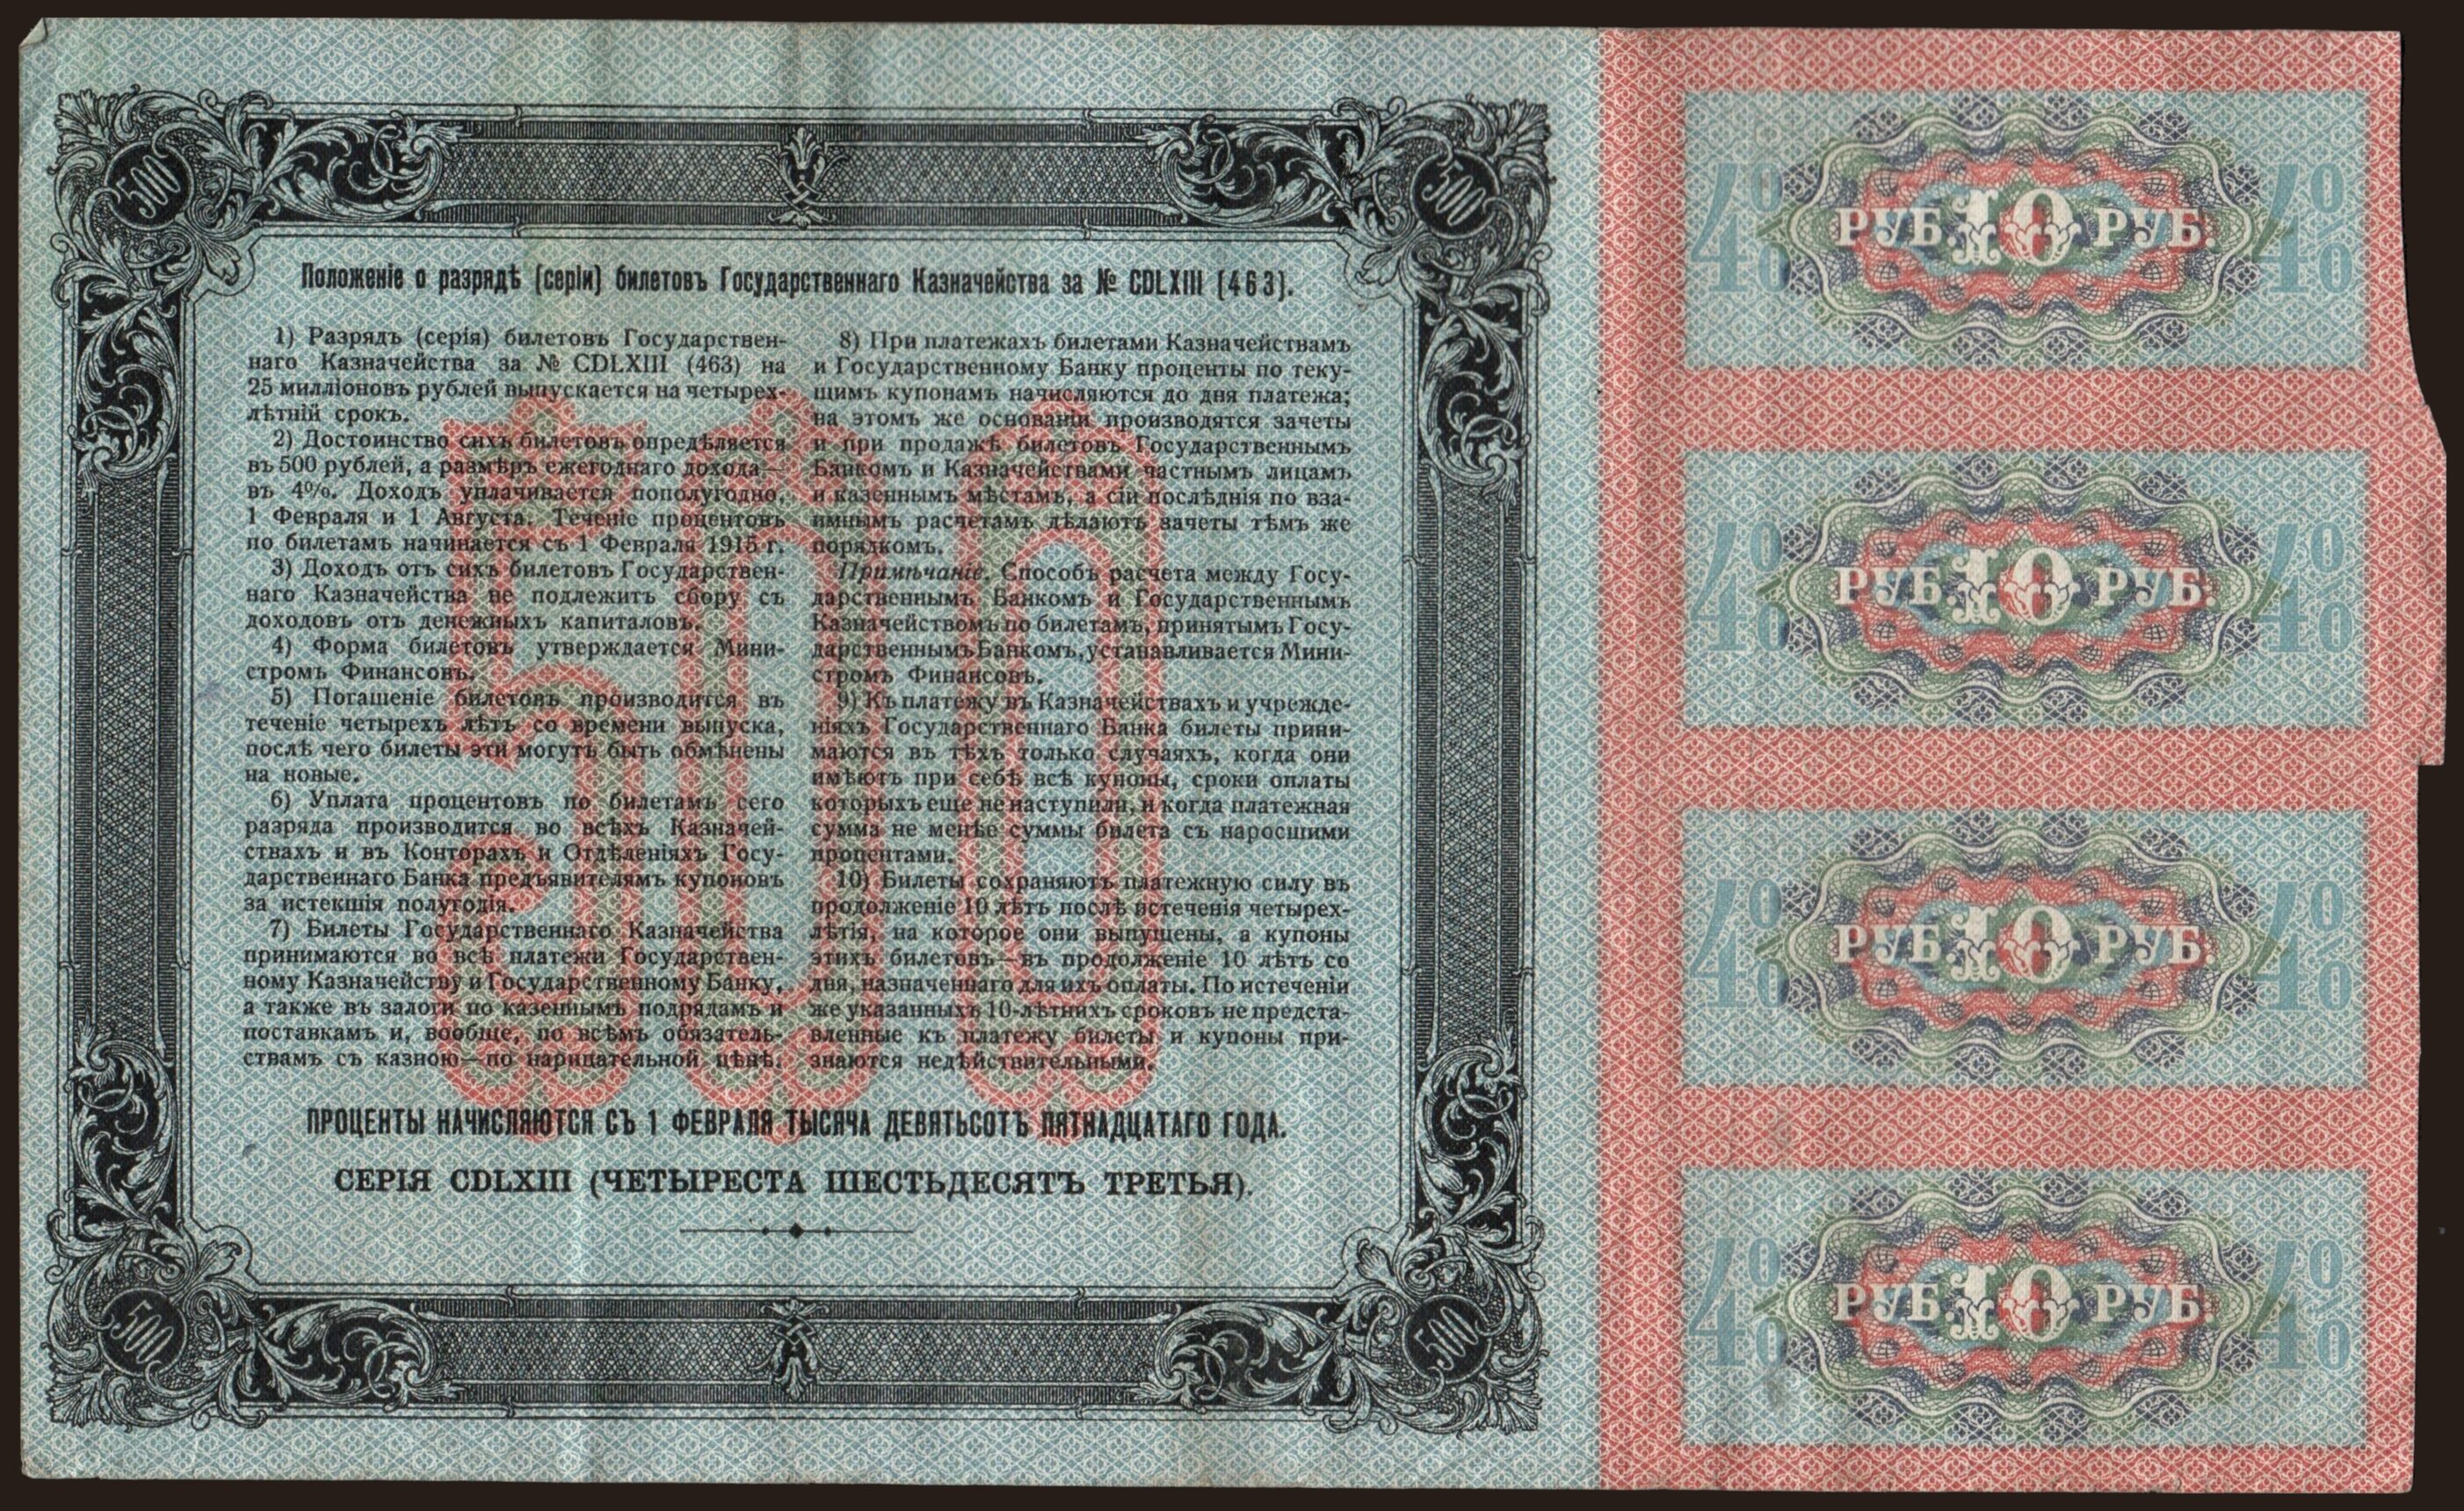 500
500
Положеніе о разрядѣ (серіи) билетовъ Государственнаго Казначейства за № CDLXIII (463).
1) Разрядъ (серія) билетовъ Государствен-
наго Казначейства за № CDLXIII (463) на
25 милліоновъ рублей выпускается на четырех-
лѣтній срокъ.
2) Достоинство сихъ билетовъ опредѣляется
въ 500 рублей, а размѣръ ежегоднаго дохода—
въ 4%. Доходъ уплачивается пополугодно,
1 Февраля и 1 Августа. Теченіе процентовъ
по билетамъ начинается съ 1 Февраля 1915 г.
3) Доходъ отъ сихъ билетовъ Государствен-
наго Казначейства не подлежитъ сбору съ
доходовъ отъ денежныхъ капиталовъ.
4) Форма билетовъ утверждается Мини-
стромъ Финансовъ.
5) Погашеніе билетовъ производится въ
теченіе четырехъ лѣтъ со времени выпуска,
послѣ чего билеты эти могутъ быть обмѣнены
на новые.
6) Уплата процентовъ по билетамъ сего
разряда производится во всѣхъ Казначей-
ствахъ и въ Конторахъ и Отдѣленіяхъ Госу-
дарственнаго Банка предъявителямъ купоновъ
за истекшія полугодія.
7) Билеты Государственнаго Казначейства
принимаются во всѣ платежи Государствен-
ному Казначейству и Государственному Банку,
а также въ залоги по казеннымъ подрядамъ и
поставкамъ и, вообще, по всѣмъ обязатель-
ствамъ съ казною—по нарицательной цѣнѣ.
8) При платежахъ билетами Казначействамъ
и Государственному Банку проценты по теку-
щимъ купонамъ начисляются до дня платежа;
на этомъ же основаніи производятся зачеты
и при продажѣ билетовъ Государственнымъ
Банкомъ и Казначействами частнымъ лицамъ
и казеннымъ мѣстамъ, а сіи послѣднія по вза-
имнымъ расчетамъ дѣлаютъ зачеты тѣмъ же
порядкомъ.
Примѣчаніе. Способъ расчета между Госу-
дарственнымъ Банкомъ и Государственнымъ
Казначействомъ по билетамъ, принятымъ Госу-
дарственнымъ Банкомъ, устанавливается Мини-
стромъ Финансовъ.
9) Къ платежу въ Казначействахъ и учрежде-
ніяхъ Государственнаго Банка билеты прини-
маются въ тѣхъ только случаяхъ, когда они
имѣютъ при себѣ всѣ купоны, сроки оплаты
которыхъ еще не наступили, и когда платежная
сумма не менѣе суммы билета съ наросшими
процентами.
10) Билеты сохраняютъ платежную силу въ
продолженіе 10 лѣтъ послѣ истеченія четырех-
лѣтія, на которое они выпущены, а купоны
этихъ билетовъ—въ продолженіе 10 лѣтъ со
дня, назначеннаго для ихъ оплаты. По истеченіи
же указанныхъ 10-лѣтнихъ сроковъ не предста-
вленные къ платежу билеты и купоны при-
знаются недѣйствительными.
500
ПРОЦЕНТЫ НАЧИСЛЯЮТСЯ СЪ 1 ФЕВРАЛЯ ТЫСЯЧА ДЕВЯТЬСОТЪ ПЯТНАДЦАТАГО ГОДА.
СЕРІЯ CDLXIII (ЧЕТЫРЕСТА ШЕСТЬДЕСЯТЪ ТРЕТЬЯ).
500
500
4% РУБ. 10 РУБ. 4%
4% РУБ. 10 РУБ. 4%
4% РУБ. 10 РУБ. 4%
4% РУБ. 10 РУБ. 4%